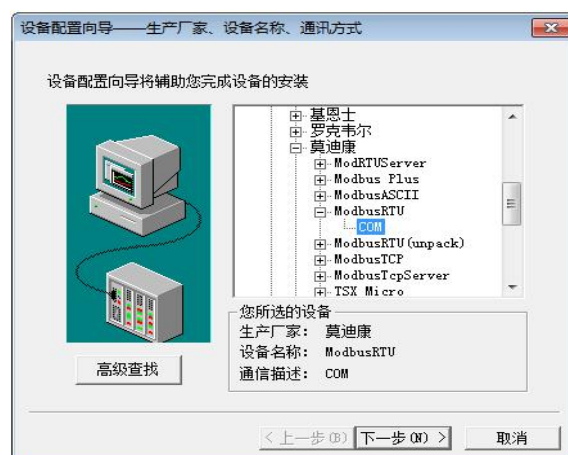 设备配置向导——生产厂家、设备名称、通讯方式
设备配置向导将辅助您完成设备的安装
基恩士
罗克韦尔
莫迪康
ModRTUServer
Modbus Plus
ModbusASCII
ModbusRTU
COM
ModbusRTU(unpack)
ModbusTCP
ModbusTcpServer
TSX Micro
高级查找
您所选的设备
生产厂家： 莫迪康
设备名称： ModbusRTU
通信描述： COM
< 上一步(B) 下一步(N) > 取消